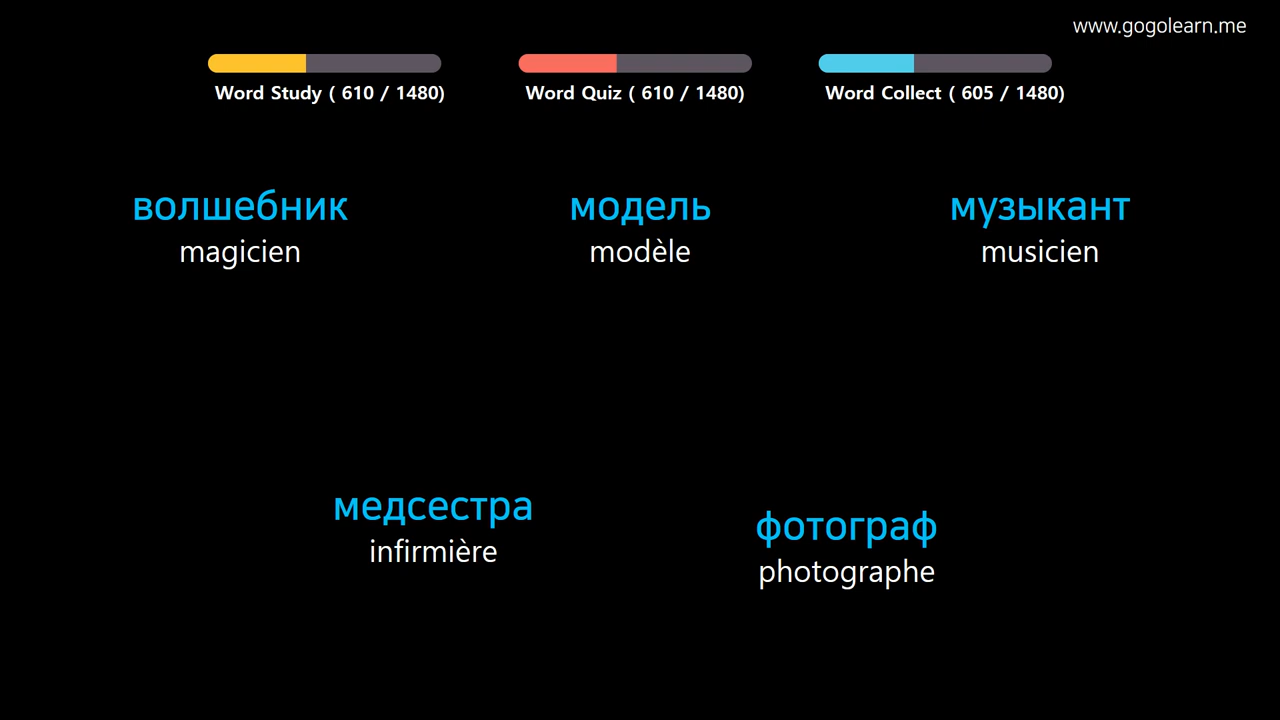 www.gogolearn.me
Word Study ( 610 / 1480)
Word Quiz ( 610 / 1480)
Word Collect ( 605 / 1480)
волшебник
magicien
модель
modèle
музыкант
musicien
медсестра
infirmière
фотограф
photographe